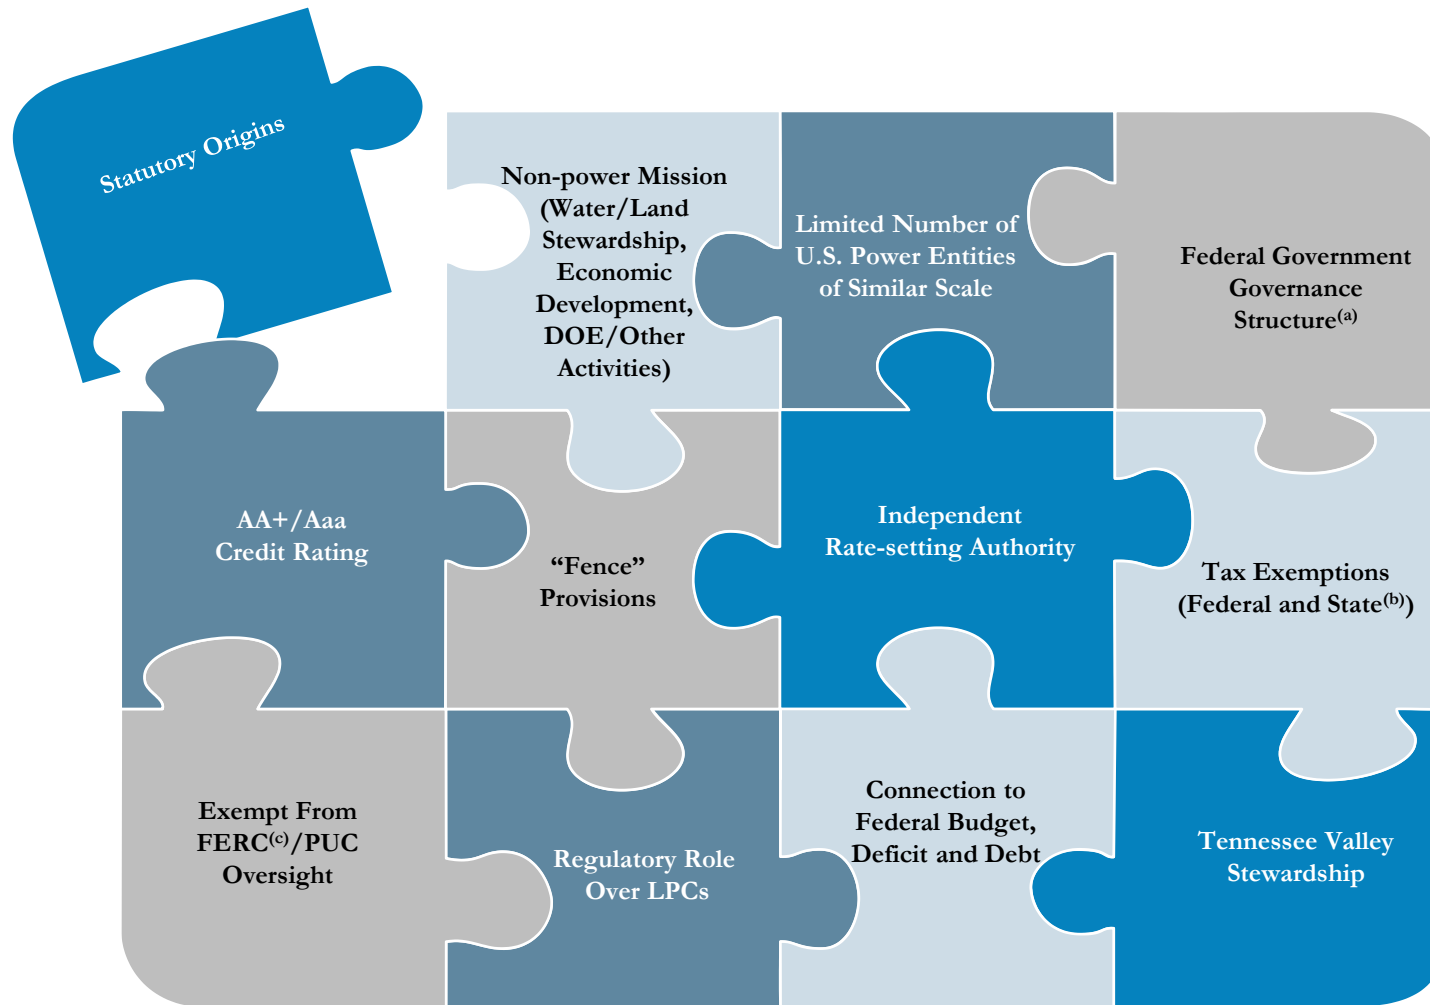 Statutory Origins
Non-power Mission
(Water/Land
Stewardship,
Economic
Development,
DOE/Other
Activities)
Limited Number of
U.S. Power Entities
of Similar Scale
Federal Government
Governance
Structure(a)
AA+/Aaa
Credit Rating
“Fence”
Provisions
Independent
Rate-setting Authority
Tax Exemptions
(Federal and State(b))
Exempt From
FERC(c)/PUC
Oversight
Regulatory Role
Over LPCs
Connection to
Federal Budget,
Deficit and Debt
Tennessee Valley
Stewardship